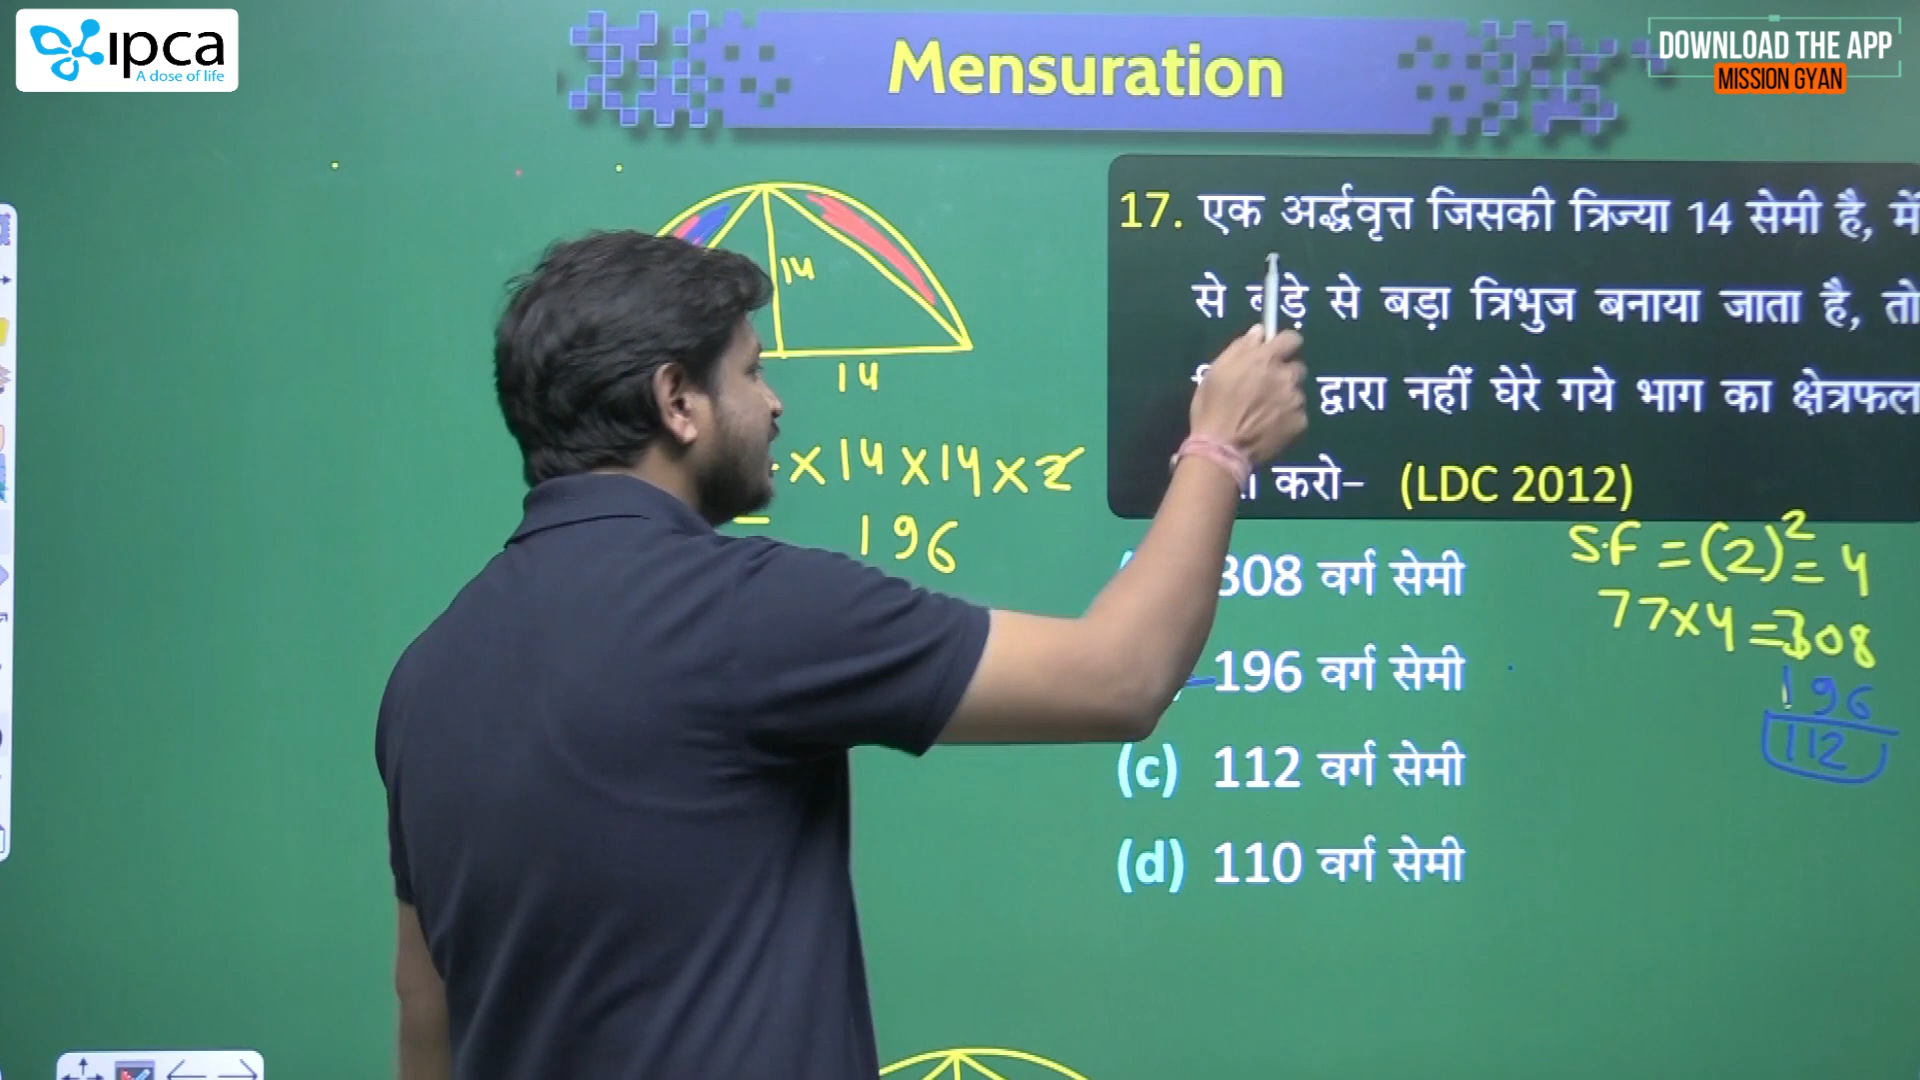 ipca
A dose of life
Mensuration
DOWNLOAD THE APP
MISSION GYAN
17. एक अर्द्धवृत्त जिसकी त्रिज्या 14 सेमी है, में
से बड़े से बड़ा त्रिभुज बनाया जाता है, तो
द्वारा नहीं घेरे गये भाग का क्षेत्रफल
करो- (LDC 2012)
308 वर्ग सेमी
196 वर्ग सेमी
(c) 112 वर्ग सेमी
(d) 110 वर्ग सेमी
14
14
×14×14×2
= 196
S.F = (2)² = 4
77×4 = 308
196
112